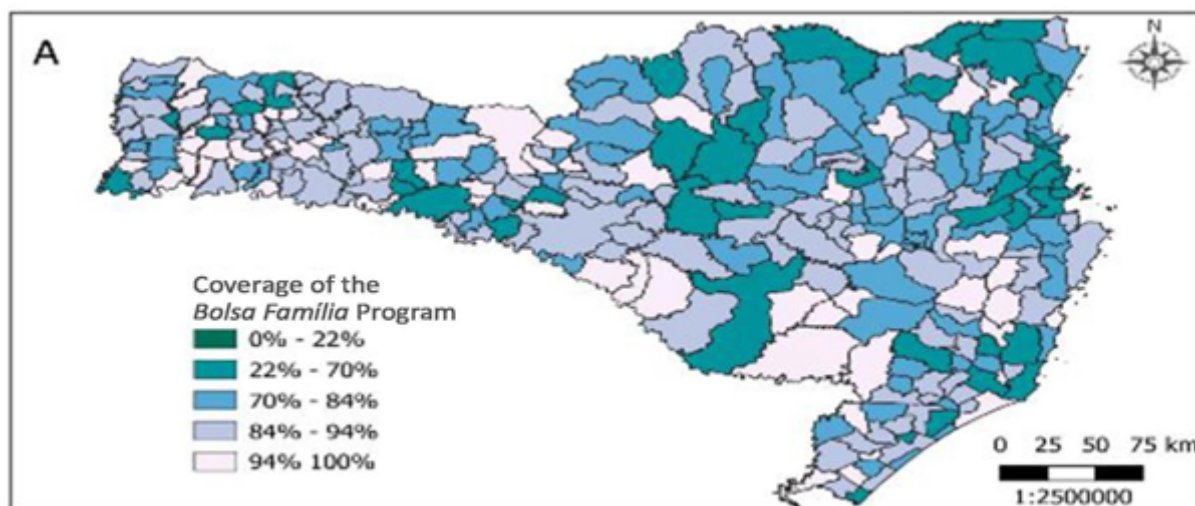 A
N
Coverage of the
Bolsa Família Program
0% - 22%
22% - 70%
70% - 84%
84% - 94%
94% 100%
0 25 50 75 km
1:2500000